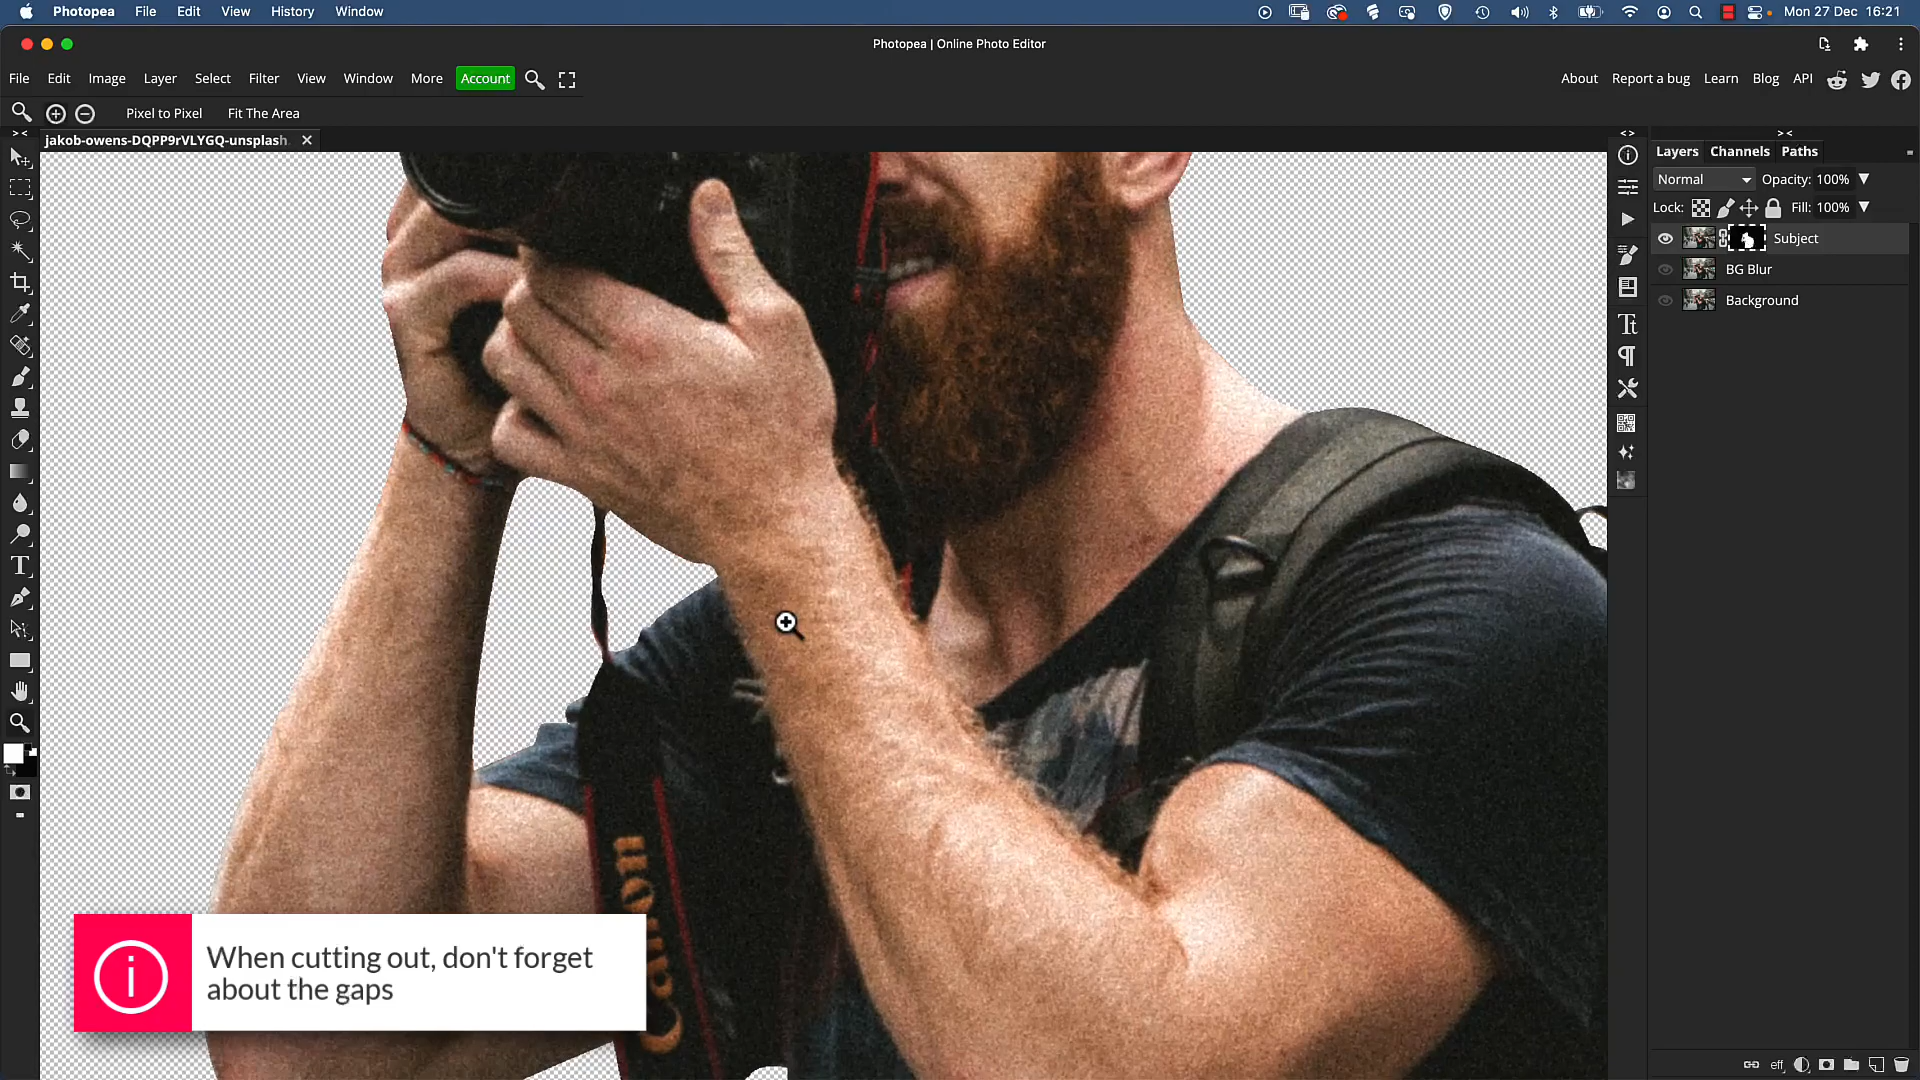 Photopea File Edit View History Window Mon 27 Dec 16:21
Photopea | Online Photo Editor
File Edit Image Layer Select Filter View Window More Account About Report a bug Learn Blog API
Pixel to Pixel Fit The Area
jakob-owens-DQPP9rVLYGQ-unsplash
Layers Channels Paths
Normal Opacity: 100%
Lock: Fill: 100%
Subject
BG Blur
Background
Canon
Canon
When cutting out, don't forget
about the gaps
eff